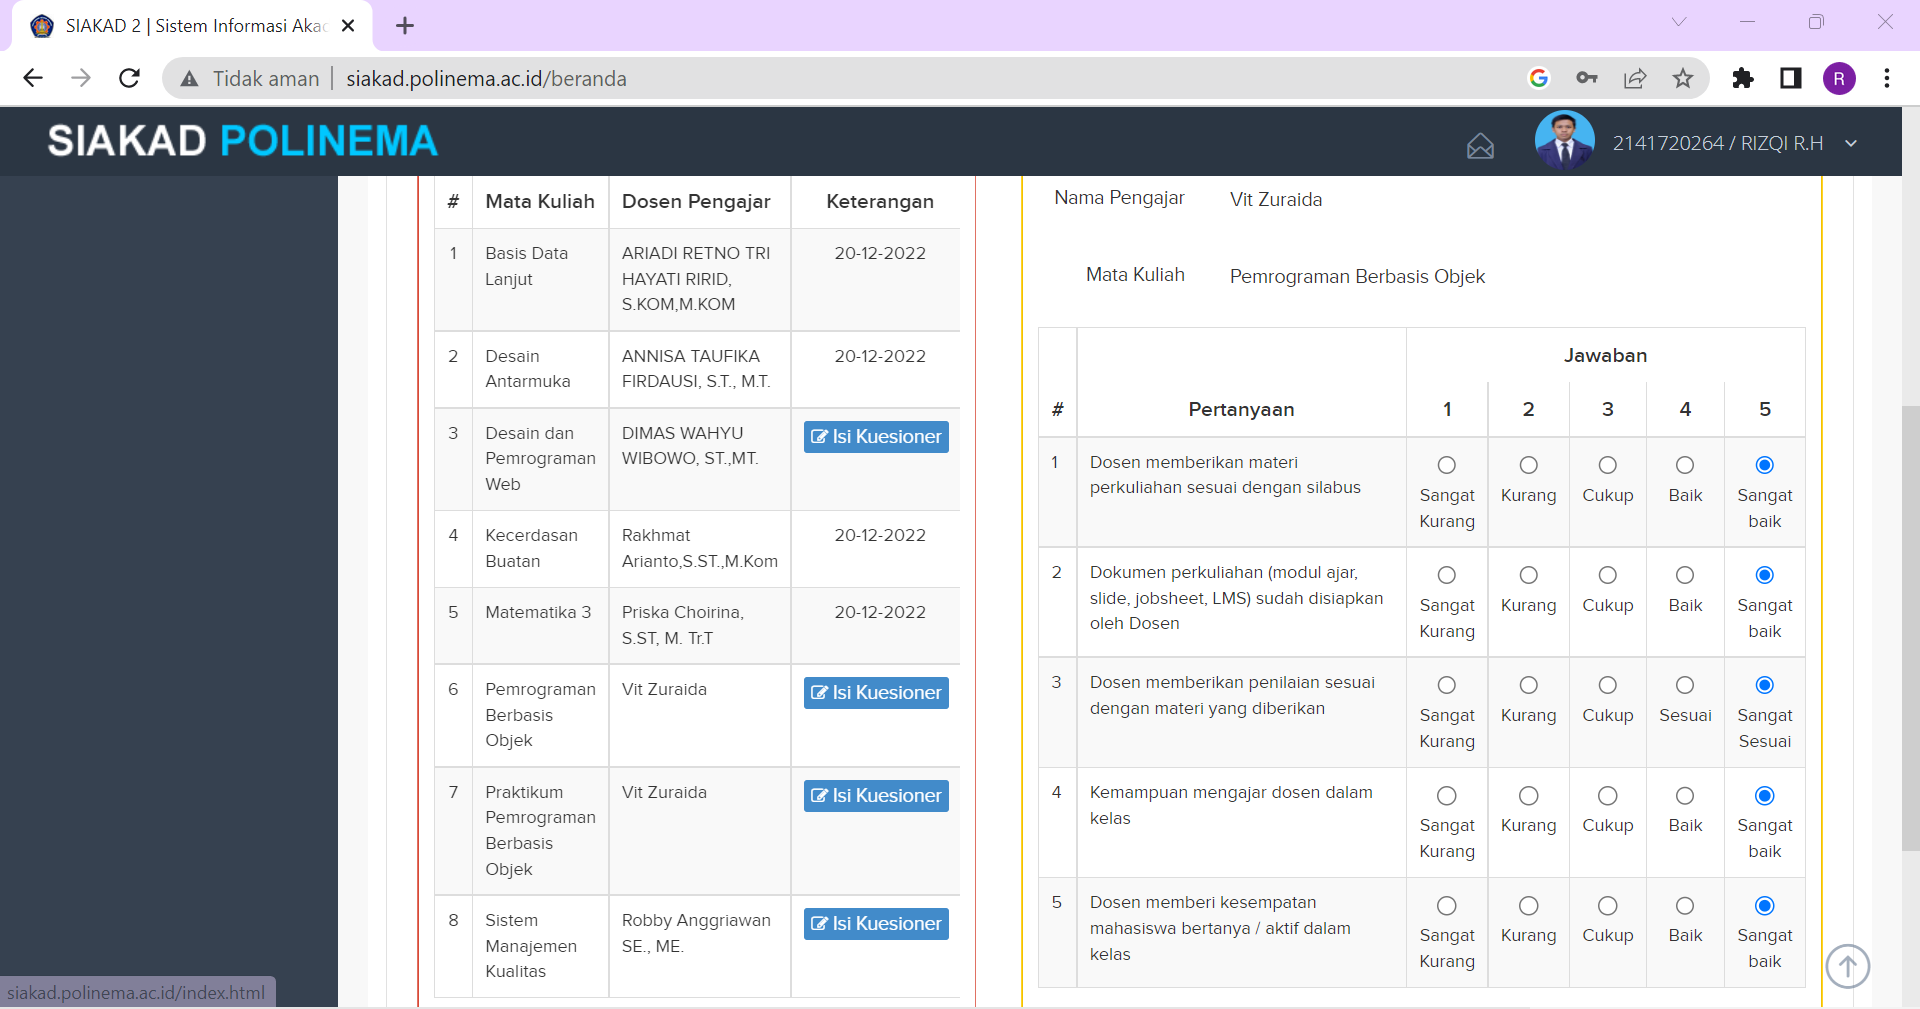 SIAKAD 2 | Sistem Informasi Akad
Tidak aman
siakad.polinema.ac.id/beranda
R
SIAKAD POLINEMA
2141720264 / RIZQI R.H
# Mata Kuliah Dosen Pengajar Keterangan
1 Basis Data ARIADI RETNO TRI 20-12-2022
Lanjut HAYATI RIRID,
S.KOM,M.KOM
2 Desain ANNISA TAUFIKA 20-12-2022
Antarmuka FIRDAUSI, S.T., M.T.
3 Desain dan DIMAS WAHYU Isi Kuesioner
Pemrograman WIBOWO, ST.,MT.
Web
4 Kecerdasan Rakhmat 20-12-2022
Buatan Arianto,S.ST.,M.Kom
5 Matematika 3 Priska Choirina, 20-12-2022
S.ST, M. Tr.T
6 Pemrograman Vit Zuraida Isi Kuesioner
Berbasis
Objek
7 Praktikum Vit Zuraida Isi Kuesioner
Pemrograman
Berbasis
Objek
8 Sistem Robby Anggriawan Isi Kuesioner
Manajemen SE., ME.
Kualitas
Nama Pengajar Vit Zuraida
Mata Kuliah Pemrograman Berbasis Objek
Jawaban
# Pertanyaan 1 2 3 4 5
1 Dosen memberikan materi
perkuliahan sesuai dengan silabus
Sangat Kurang Cukup Baik Sangat
Kurang baik
2 Dokumen perkuliahan (modul ajar,
slide, jobsheet, LMS) sudah disiapkan
oleh Dosen
Sangat Kurang Cukup Baik Sangat
Kurang baik
3 Dosen memberikan penilaian sesuai
dengan materi yang diberikan
Sangat Kurang Cukup Sesuai Sangat
Kurang Sesuai
4 Kemampuan mengajar dosen dalam
kelas
Sangat Kurang Cukup Baik Sangat
Kurang baik
5 Dosen memberi kesempatan
mahasiswa bertanya / aktif dalam
kelas
Sangat Kurang Cukup Baik Sangat
Kurang baik
siakad.polinema.ac.id/index.html